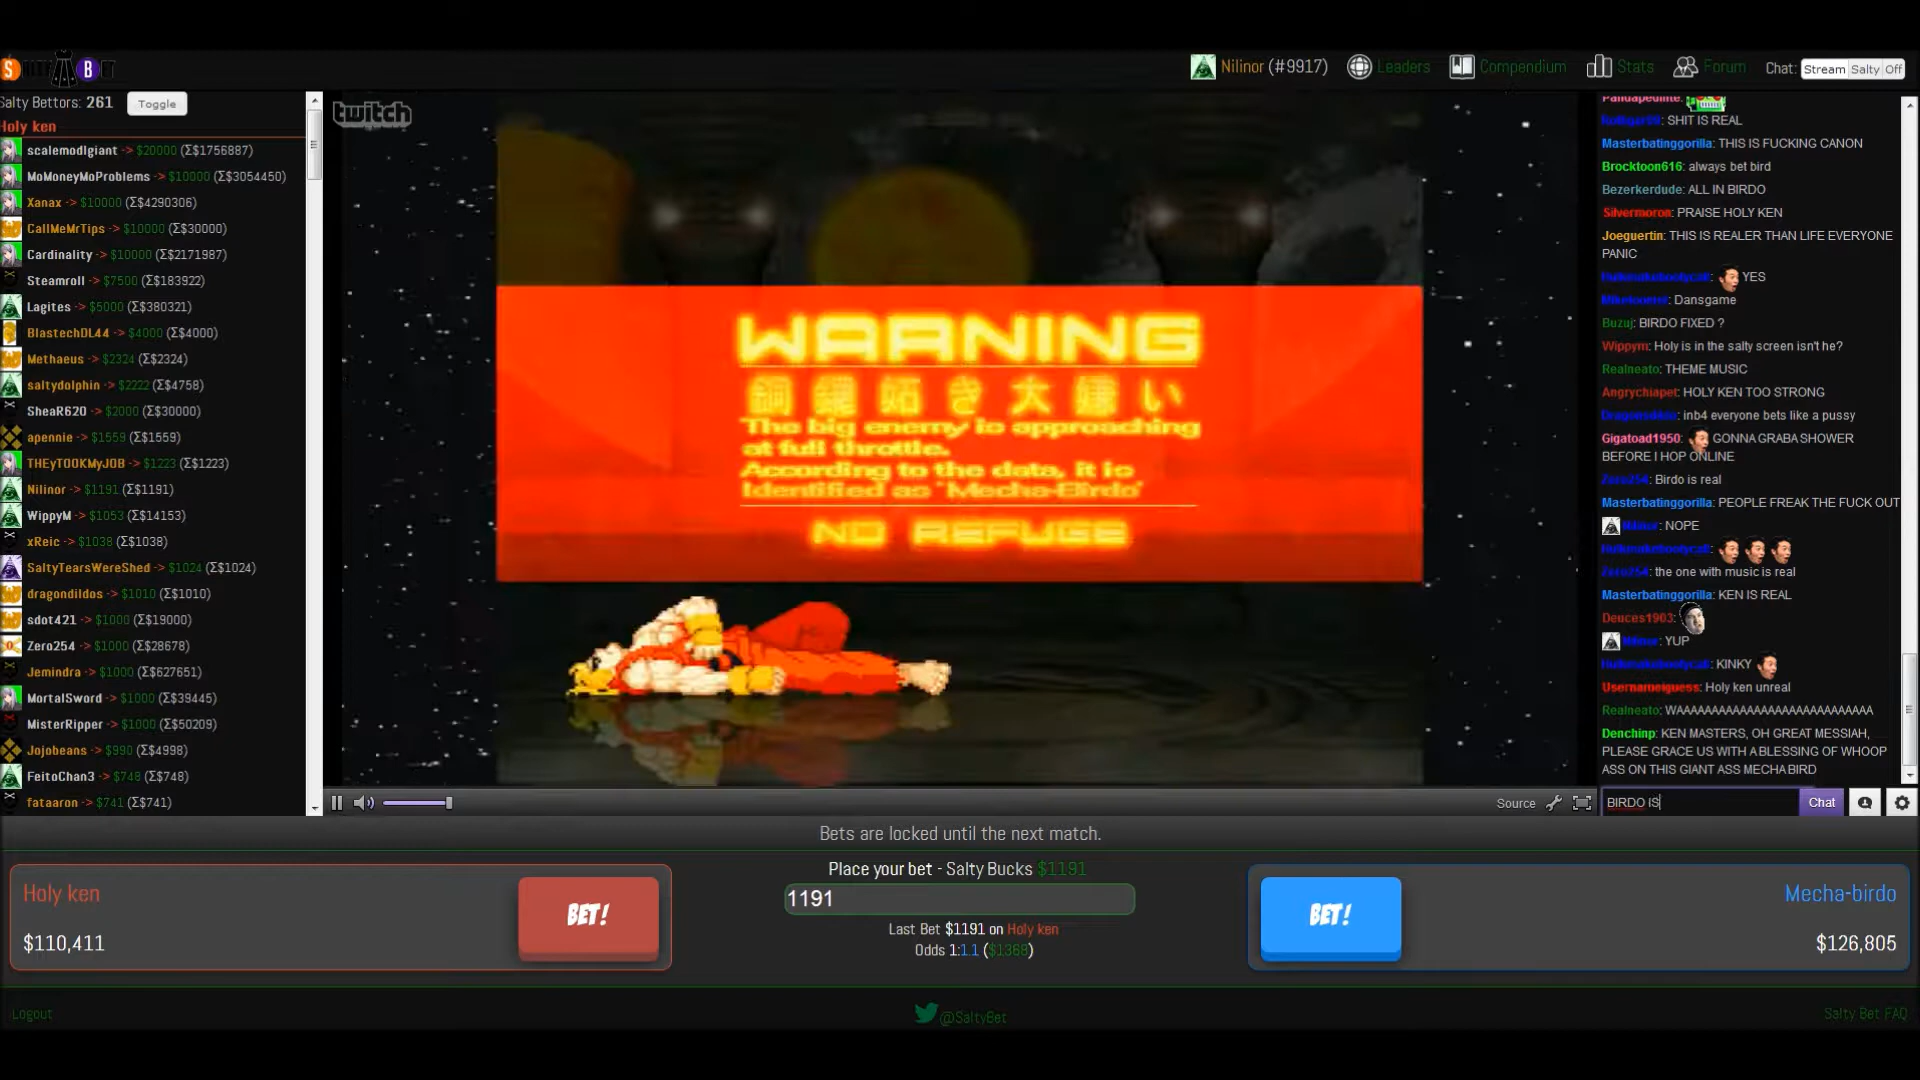 S A BET
Nilinor (#9917) Leaders Compendium Stats Forum Chat: Stream Salty Off
Salty Bettors: 261 Toggle
Holy ken
scalemodlgiant -> $20000 (Σ$1756887)
MoMoneyMoProblems -> $10000 (Σ$3054450)
Xanax -> $10000 (Σ$4290306)
CallMeMrTips -> $10000 (Σ$30000)
Cardinality -> $10000 (Σ$2171987)
Steamroll -> $7500 (Σ$183922)
Lagites -> $5000 (Σ$380321)
BlastechDL44 -> $4000 (Σ$4000)
Methaeus -> $2324 (Σ$2324)
saltydolphin -> $2222 (Σ$4758)
SheaR620 -> $2000 (Σ$30000)
apennie -> $1559 (Σ$1559)
THEyTOOKMyJOB -> $1223 (Σ$1223)
Nilinor -> $1191 (Σ$1191)
WippyM -> $1053 (Σ$14153)
xReic -> $1038 (Σ$1038)
SaltyTearsWereShed -> $1024 (Σ$1024)
dragondildos -> $1010 (Σ$1010)
sdot421 -> $1000 (Σ$19000)
Zero254 -> $1000 (Σ$28678)
Jemindra -> $1000 (Σ$627651)
MortalSword -> $1000 (Σ$39445)
MisterRipper -> $1000 (Σ$50209)
Jojobeans -> $990 (Σ$4998)
FeitoChan3 -> $748 (Σ$748)
fataaron -> $741 (Σ$741)
twitch
WARNING
き大嫌い
The big enemy is approaching
at full throttle.
According to the data, it is
identified as "Mecha-Birdo"
NO REFUGE
Source
SHIT IS REAL
Masterbatinggorilla: THIS IS FUCKING CANON
Brocktoon616: always bet bird
Bezerkerdude: ALL IN BIRDO
Silvermoron: PRAISE HOLY KEN
Joeguertin: THIS IS REALER THAN LIFE EVERYONE
PANIC
YES
Dansgame
Buzuj: BIRDO FIXED ?
Wippym: Holy is in the salty screen isn't he?
Realneato: THEME MUSIC
Angrychiapet: HOLY KEN TOO STRONG
inb4 everyone bets like a pussy
Gigatoad1950: GONNA GRAB A SHOWER
BEFORE I HOP ONLINE
Zero254: Birdo is real
Masterbatinggorilla: PEOPLE FREAK THE FUCK OUT
Nilinor: NOPE
Zero254: the one with music is real
Masterbatinggorilla: KEN IS REAL
Deuces1903:
Nilinor: YUP
KINKY
Usernameiguess: Holy ken unreal
Realneato: WAAAAAAAAAAAAAAAAAAAAAAAAAAA
Denchinp: KEN MASTERS, OH GREAT MESSIAH,
PLEASE GRACE US WITH A BLESSING OF WHOOP
ASS ON THIS GIANT ASS MECHA BIRD
BIRDO IS Chat
Bets are locked until the next match.
Holy ken
$110,411
BET!
Place your bet - Salty Bucks $1191
1191
Last Bet $1191 on Holy ken
Odds 1:1.1 ($1368)
BET!
Mecha-birdo
$126,805
Logout
@SaltyBet
Salty Bet FAQ